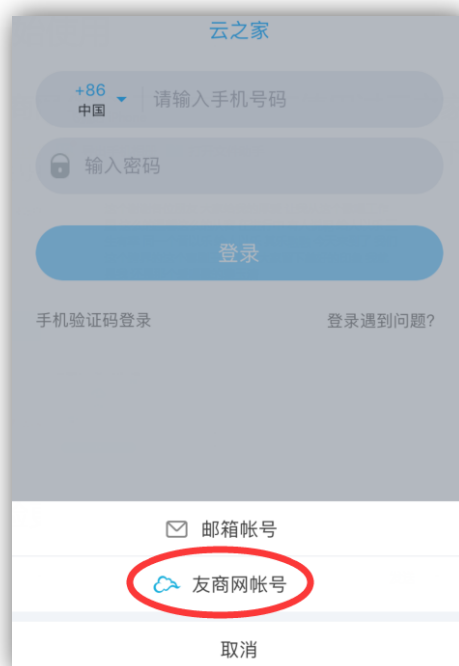 云之家
+86
中国
请输入手机号码
输入密码
登录
手机验证码登录
登录遇到问题?
邮箱帐号
友商网帐号
取消